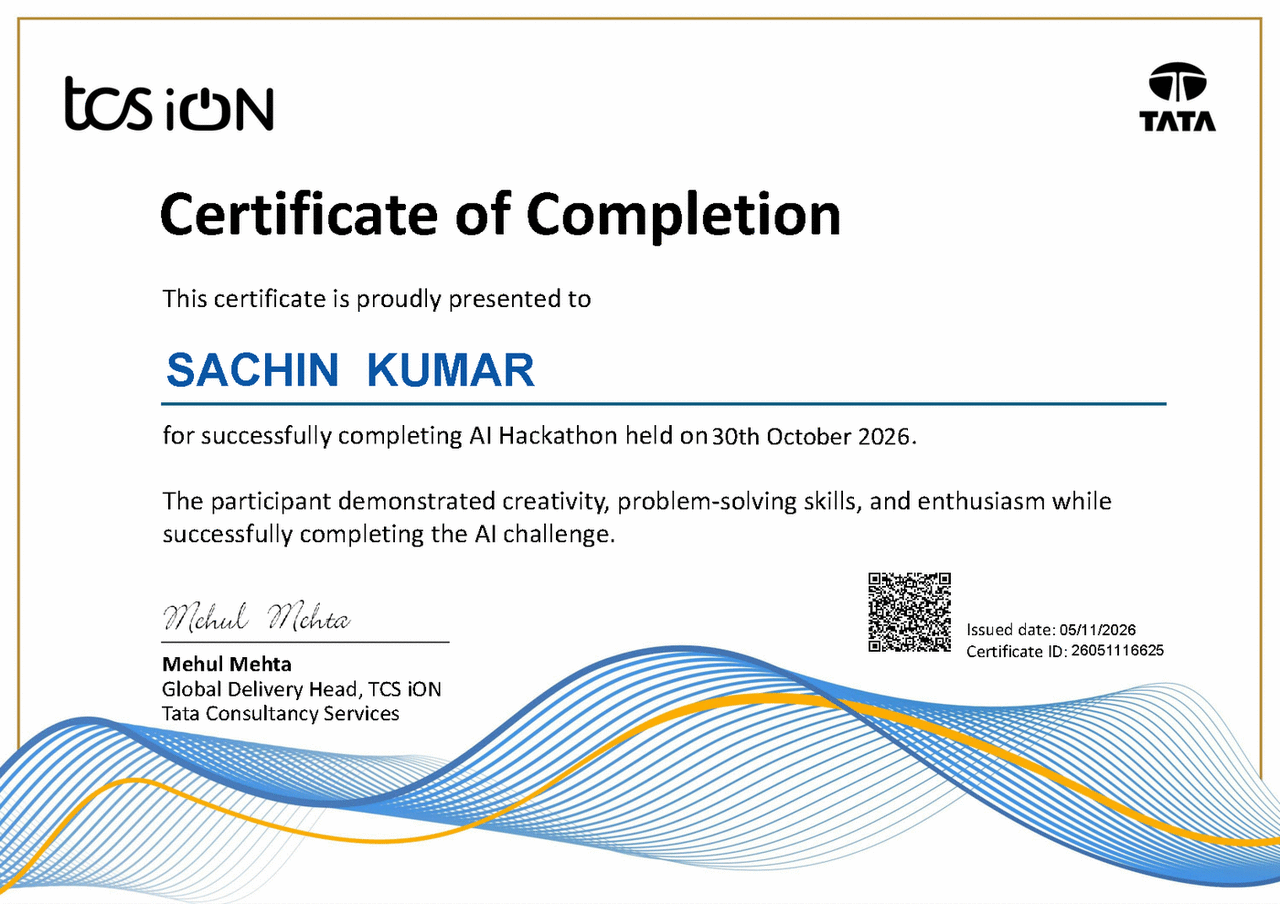 tcs iON
TATA
Certificate of Completion
This certificate is proudly presented to
SACHIN KUMAR
for successfully completing AI Hackathon held on 30th October 2026.
The participant demonstrated creativity, problem-solving skills, and enthusiasm while
successfully completing the AI challenge.
Mehul Mehta
Mehul Mehta
Global Delivery Head, TCS iON
Tata Consultancy Services
Issued date: 05/11/2026
Certificate ID: 26051116625